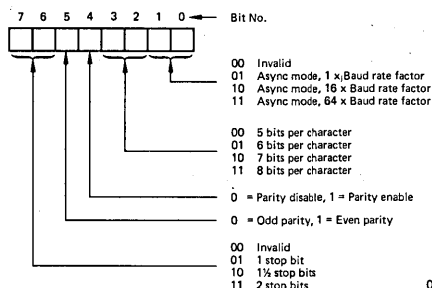 7 6 5 4 3 2 1 0 Bit No.
00 Invalid
01 Async mode, 1 x Baud rate factor
10 Async mode, 16 x Baud rate factor
11 Async mode, 64 x Baud rate factor
00 5 bits per character
01 6 bits per character
10 7 bits per character
11 8 bits per character
0 = Parity disable, 1 = Parity enable
0 = Odd parity, 1 = Even parity
00 Invalid
01 1 stop bit
10 1½ stop bits
11 2 stop bits